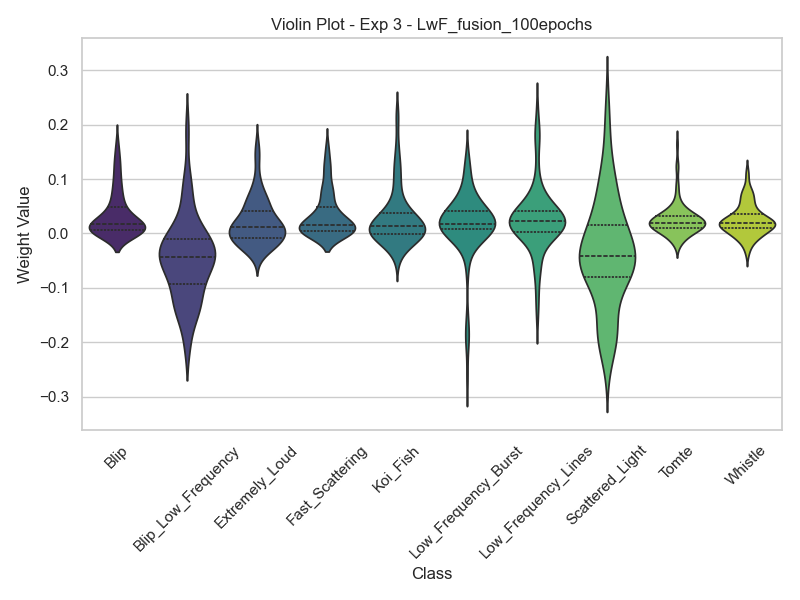 Violin Plot - Exp 3 - LwF_fusion_100epochs
Weight Value
0.3
0.2
0.1
0.0
−0.1
−0.2
−0.3
Blip
Blip_Low_Frequency
Extremely_Loud
Fast_Scattering
Koi_Fish
Low_Frequency_Burst
Low_Frequency_Lines
Scattered_Light
Tomte
Whistle
Class